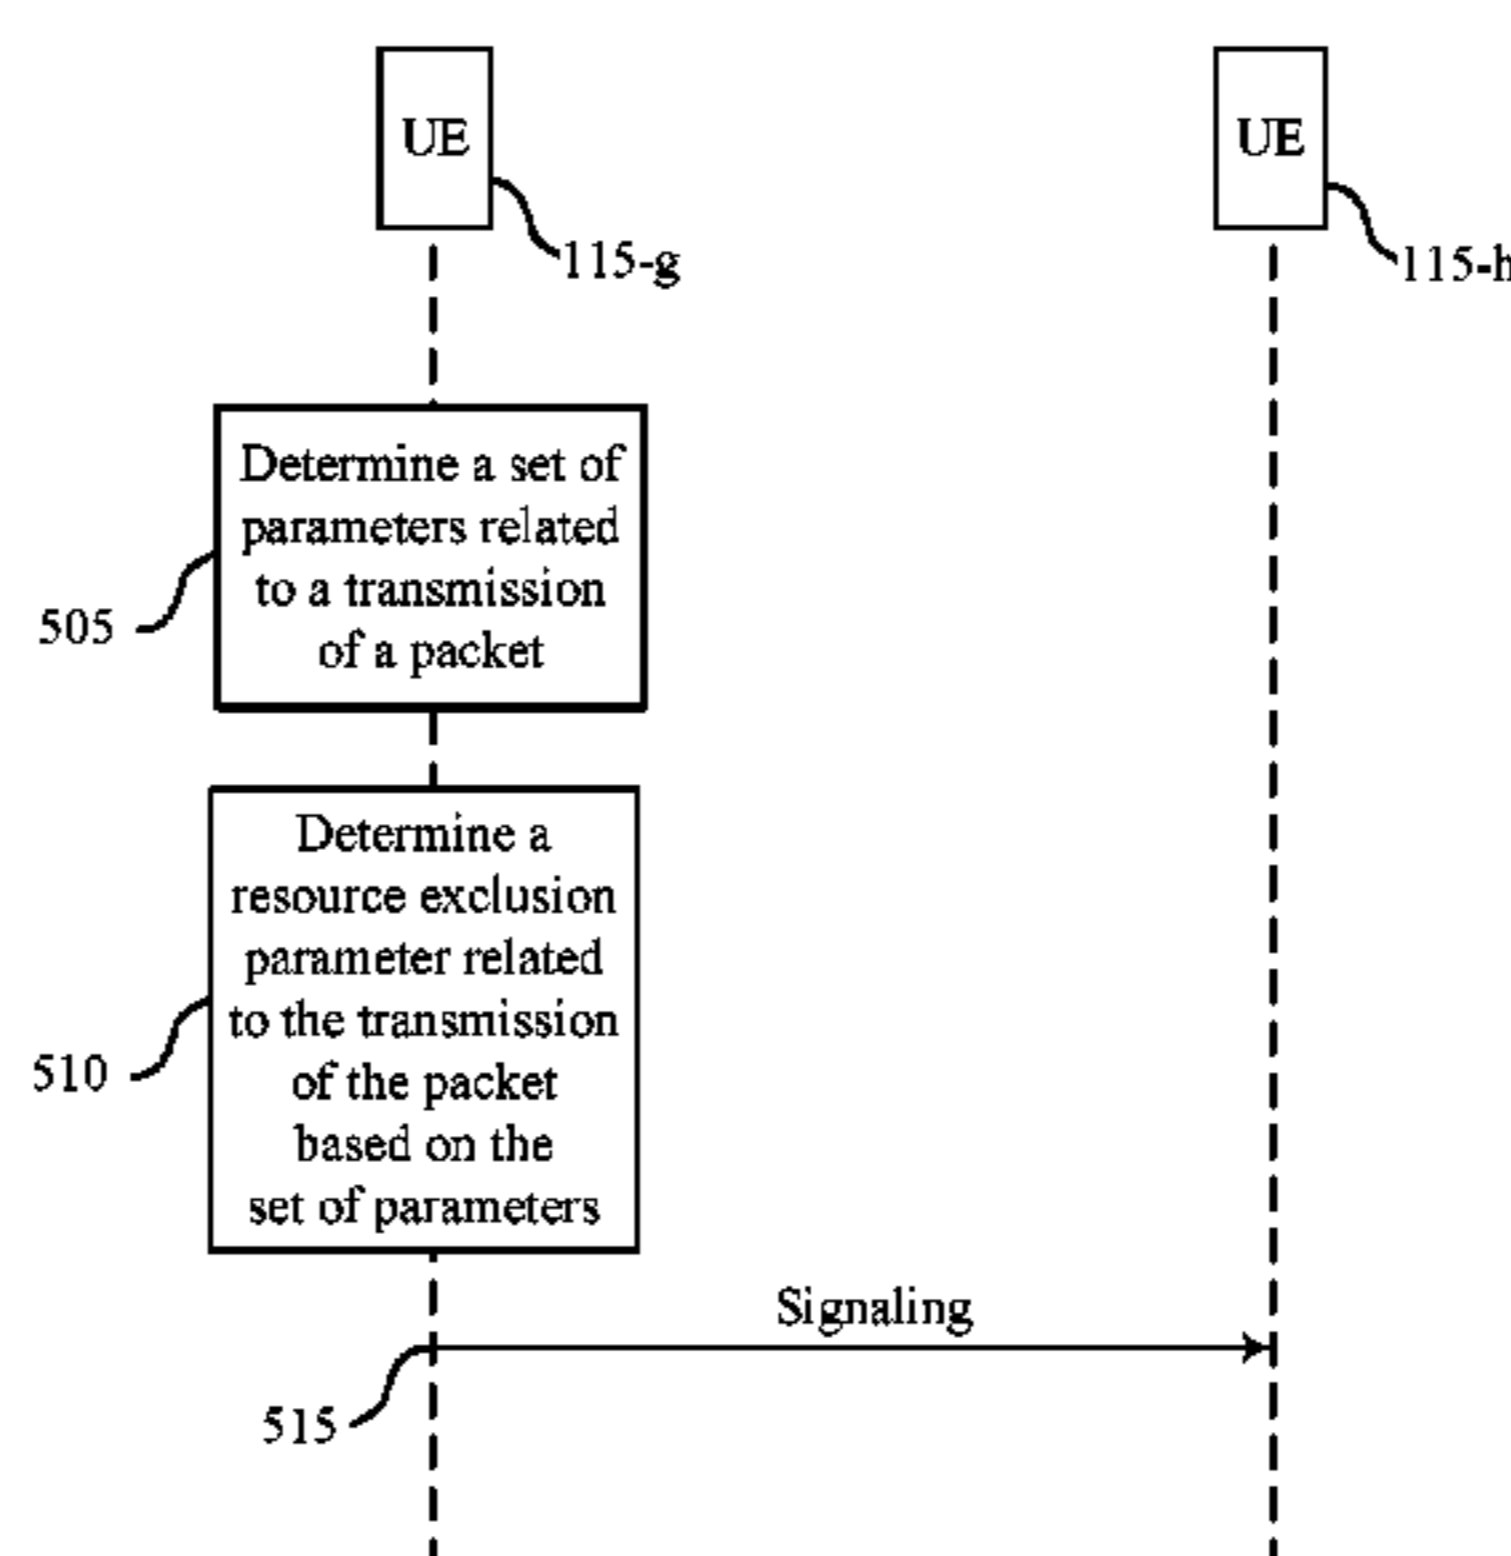 UE
UE
115-g
115-h
Determine a set of
parameters related
to a transmission
of a packet
505
Determine a
resource exclusion
parameter related
to the transmission
of the packet
based on the
set of parameters
510
Signaling
515